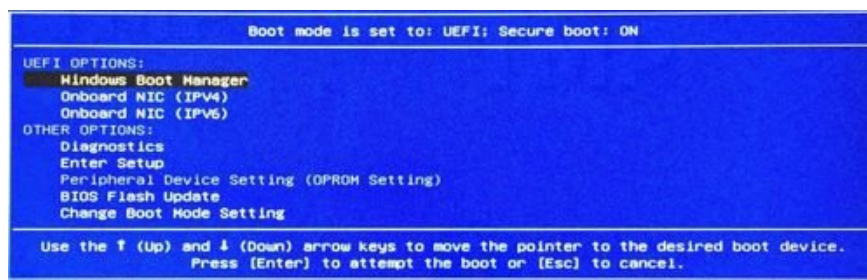 Boot mode is set to: UEFI; Secure boot: ON
UEFI OPTIONS:
Windows Boot Manager
Onboard NIC (IPV4)
Onboard NIC (IPV6)
OTHER OPTIONS:
Diagnostics
Enter Setup
Peripheral Device Setting (OPROM Setting)
BIOS Flash Update
Change Boot Mode Setting
Use the ↑ (Up) and ↓ (Down) arrow keys to move the pointer to the desired boot device.
Press [Enter] to attempt the boot or [Esc] to cancel.